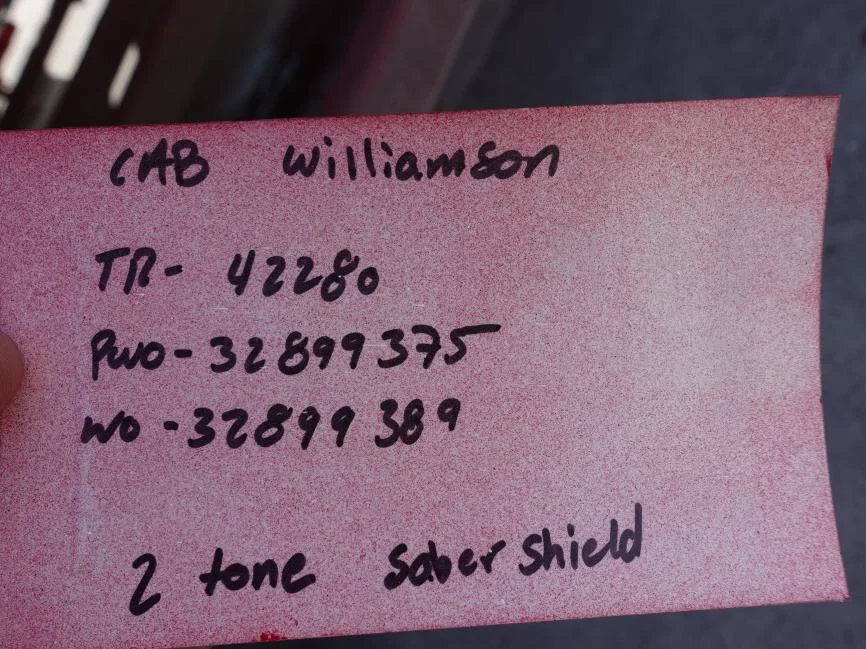 CAB Williamson
TR- 42280
PWO-32899375
WO-32899389
2 tone Saber Shield